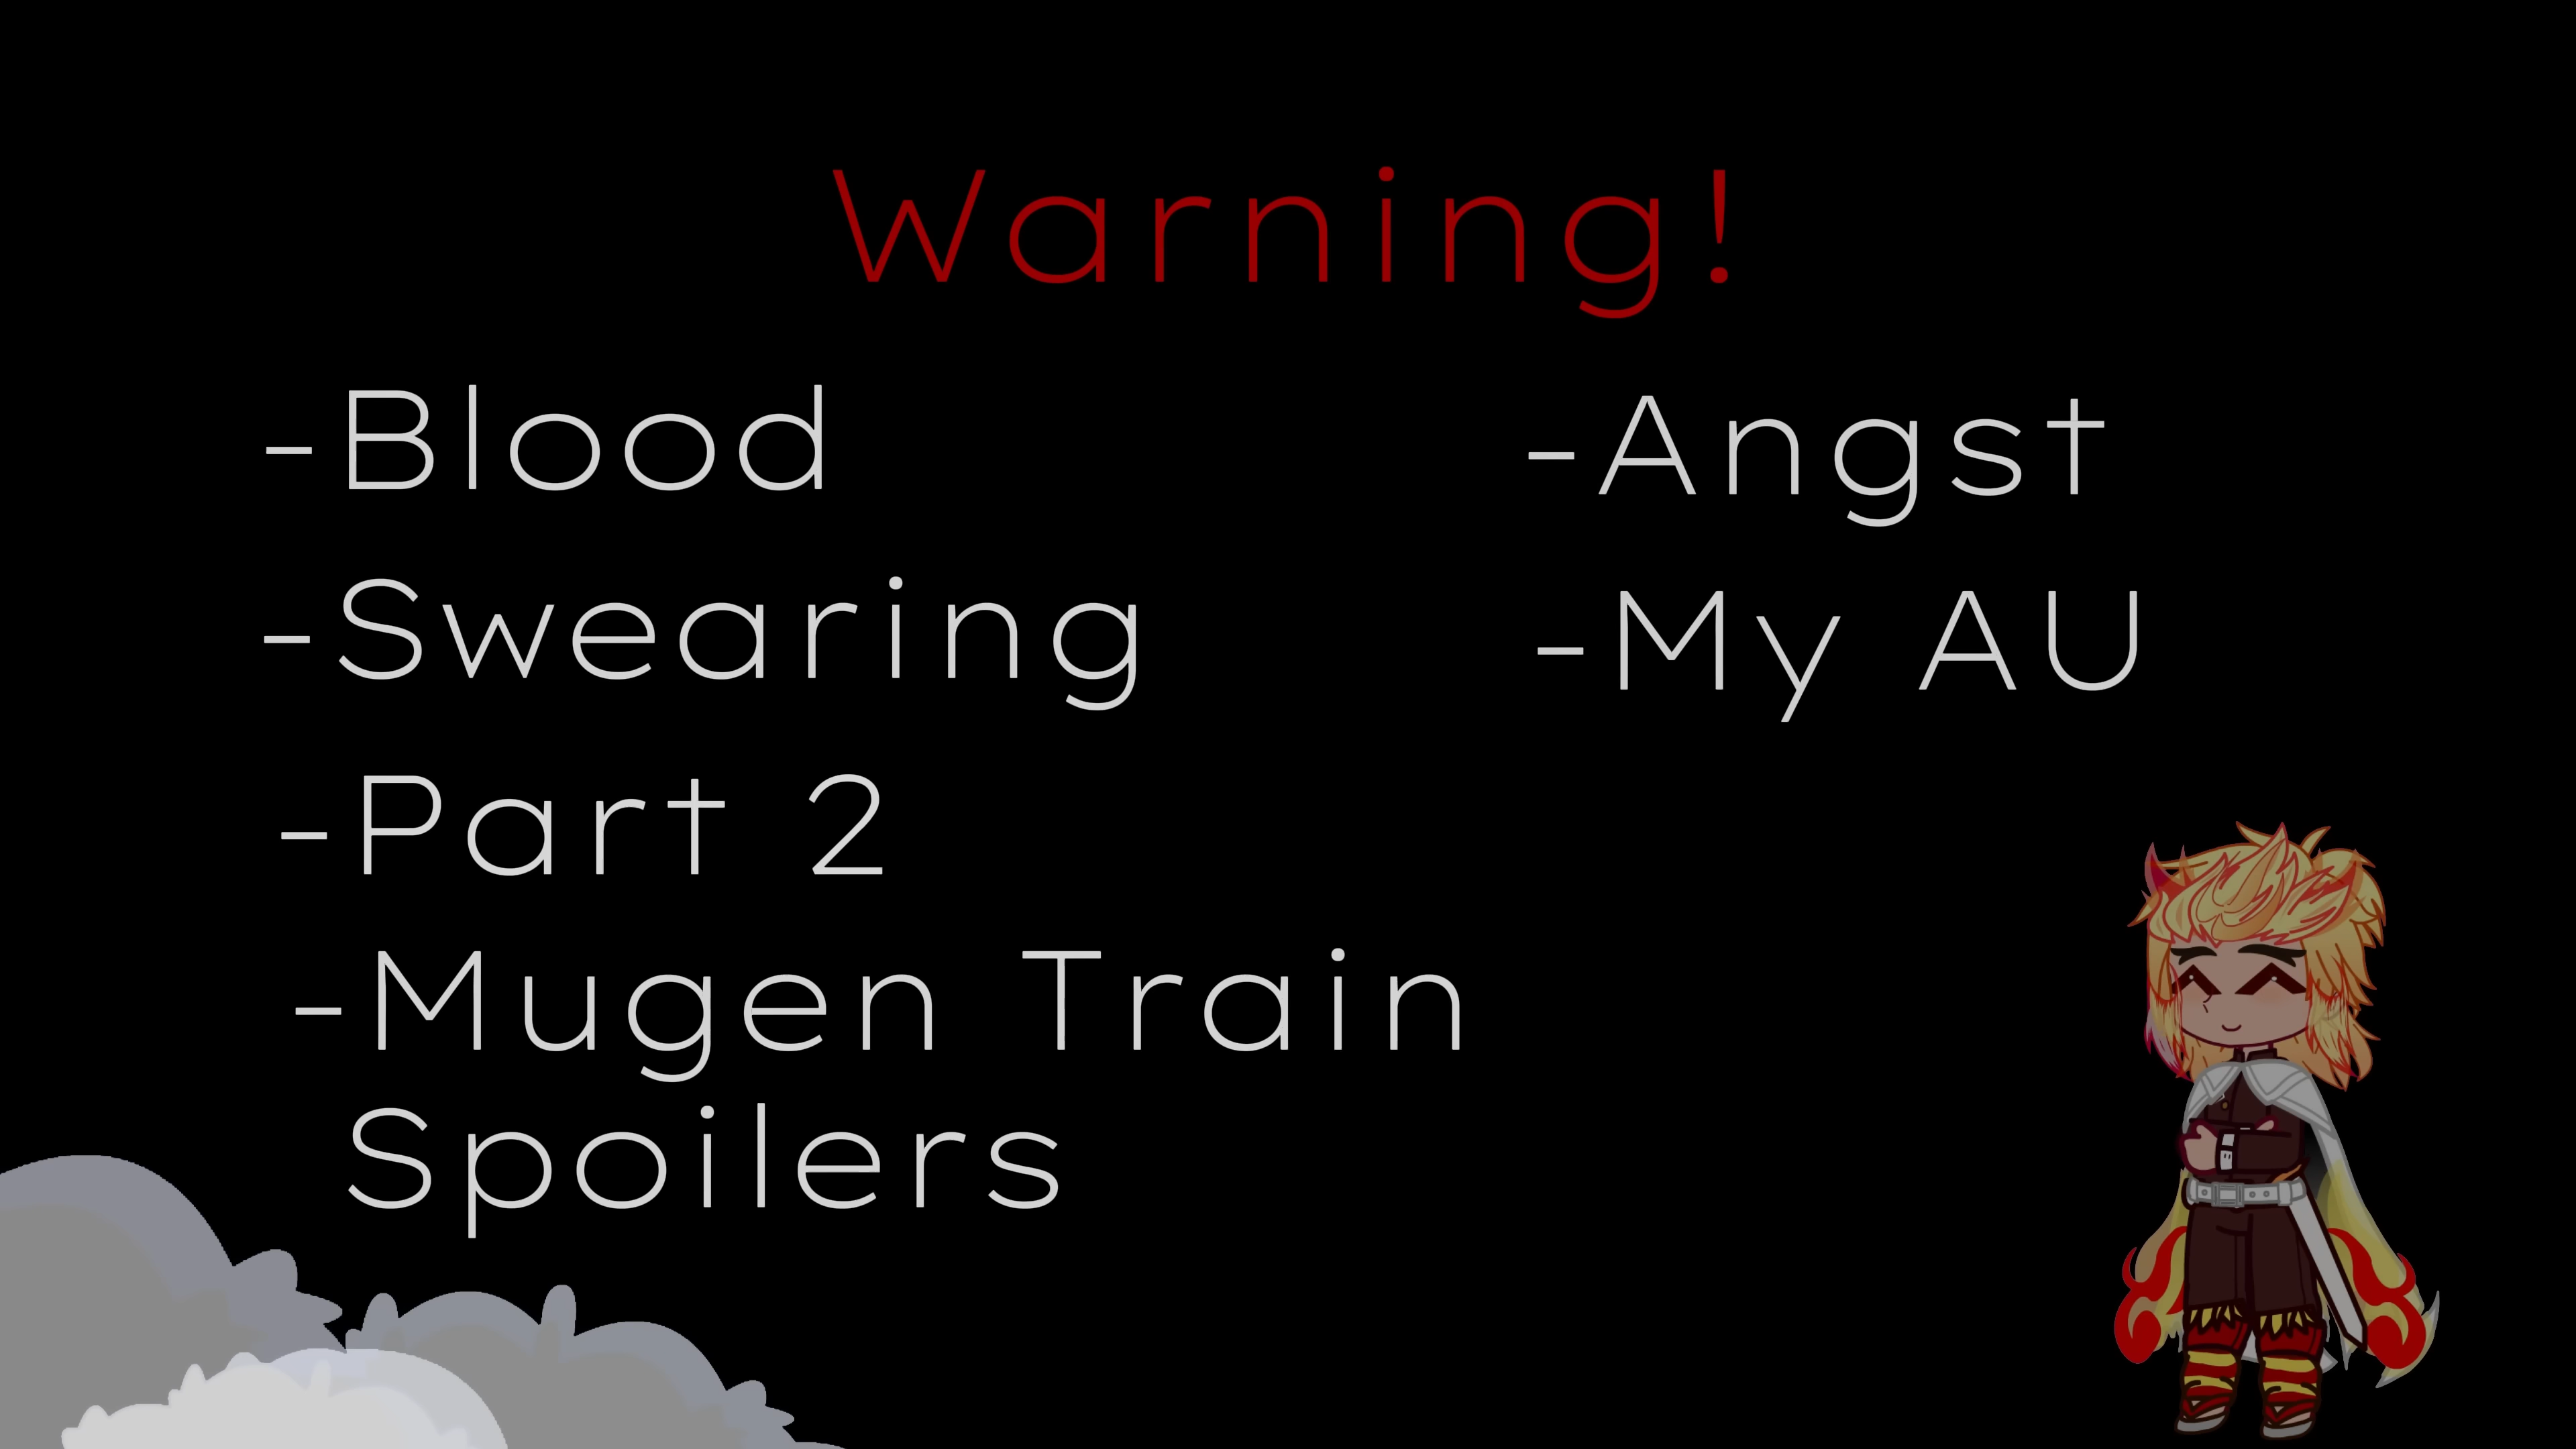 Warning!
-Blood
-Swearing
-Part 2
-Mugen Train
Spoilers
-Angst
-My AU